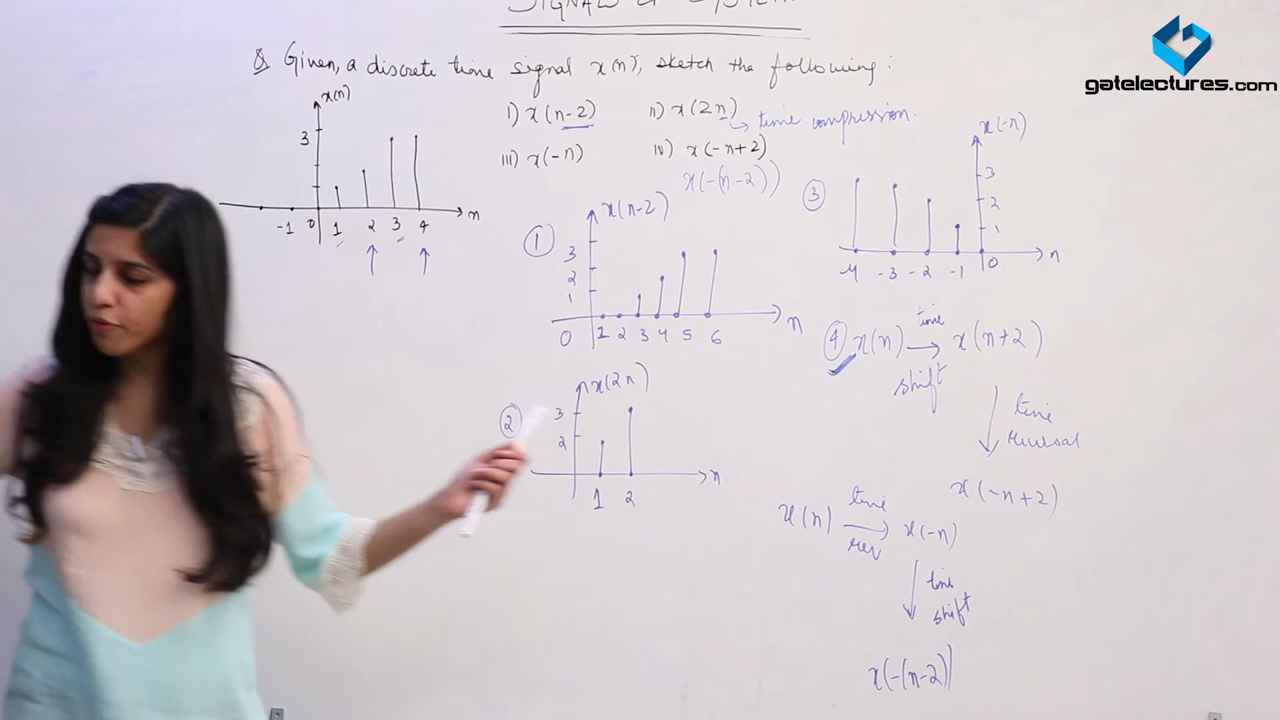 SIGNALS & SYSTEM
gatelectures.com
Q Given, a discrete time signal x(n), sketch the following :
i) x(n-2) ii) x(2n)
→ time compression.
iii) x(-n) iv) x(-n+2)
x(-(n-2))
x(n)
3
-1 0 1 2 3 4 n
① x(n-2)
3
2
1
0 1 2 3 4 5 6 n
② x(2n)
3
2
1 2 n
③ x(-n)
3
2
1
-4 -3 -2 -1 0 n
④ x(n) time shift → x(n+2)
time reversal
x(-n+2)
x(n) time rev → x(-n)
time shift
x(-(n-2))